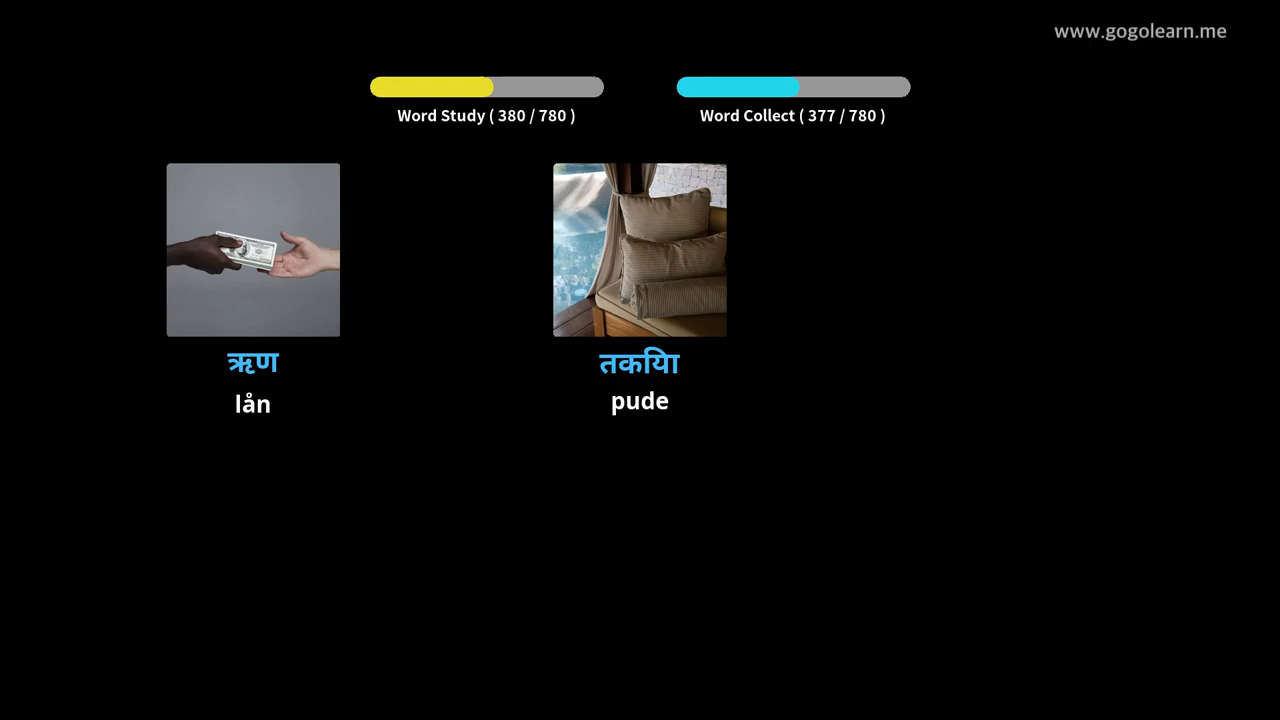 www.gogolearn.me
Word Study ( 380 / 780 )
Word Collect ( 377 / 780 )
ऋण
lån
तकिया
pude